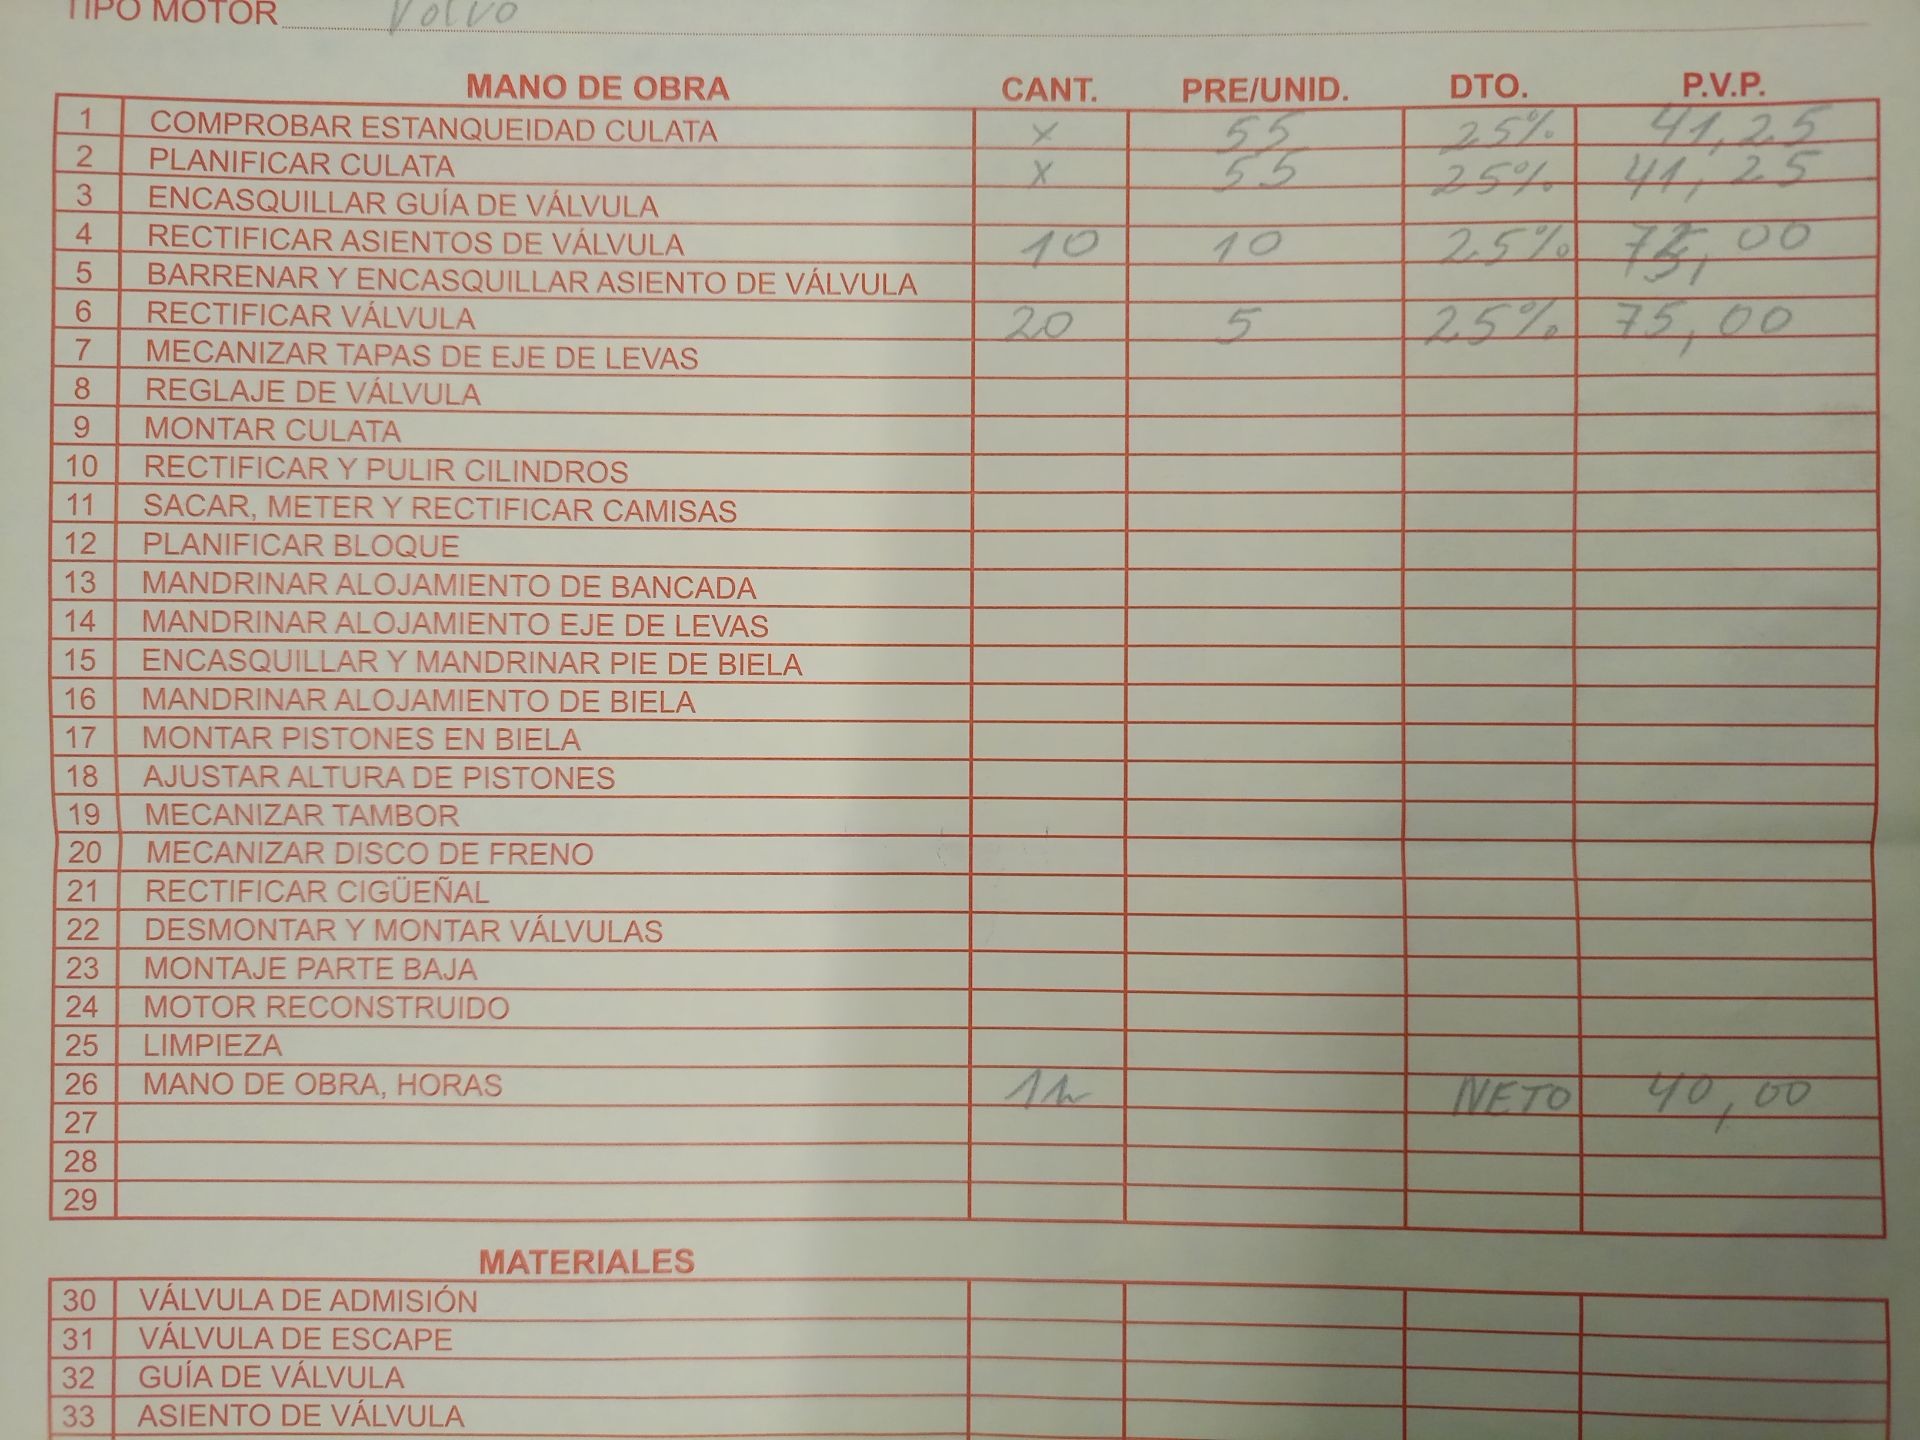 TIPO MOTOR Volvo
MANO DE OBRA CANT. PRE/UNID. DTO. P.V.P.
1 COMPROBAR ESTANQUEIDAD CULATA x 55 25% 41,25
2 PLANIFICAR CULATA x 55 25% 41,25
3 ENCASQUILLAR GUÍA DE VÁLVULA
4 RECTIFICAR ASIENTOS DE VÁLVULA 10 10 25% 75,00
5 BARRENAR Y ENCASQUILLAR ASIENTO DE VÁLVULA
6 RECTIFICAR VÁLVULA 20 5 25% 75,00
7 MECANIZAR TAPAS DE EJE DE LEVAS
8 REGLAJE DE VÁLVULA
9 MONTAR CULATA
10 RECTIFICAR Y PULIR CILINDROS
11 SACAR, METER Y RECTIFICAR CAMISAS
12 PLANIFICAR BLOQUE
13 MANDRINAR ALOJAMIENTO DE BANCADA
14 MANDRINAR ALOJAMIENTO EJE DE LEVAS
15 ENCASQUILLAR Y MANDRINAR PIE DE BIELA
16 MANDRINAR ALOJAMIENTO DE BIELA
17 MONTAR PISTONES EN BIELA
18 AJUSTAR ALTURA DE PISTONES
19 MECANIZAR TAMBOR
20 MECANIZAR DISCO DE FRENO
21 RECTIFICAR CIGÜEÑAL
22 DESMONTAR Y MONTAR VÁLVULAS
23 MONTAJE PARTE BAJA
24 MOTOR RECONSTRUIDO
25 LIMPIEZA
26 MANO DE OBRA, HORAS 1h NETO 40,00
27
28
29
MATERIALES
30 VÁLVULA DE ADMISIÓN
31 VÁLVULA DE ESCAPE
32 GUÍA DE VÁLVULA
33 ASIENTO DE VÁLVULA